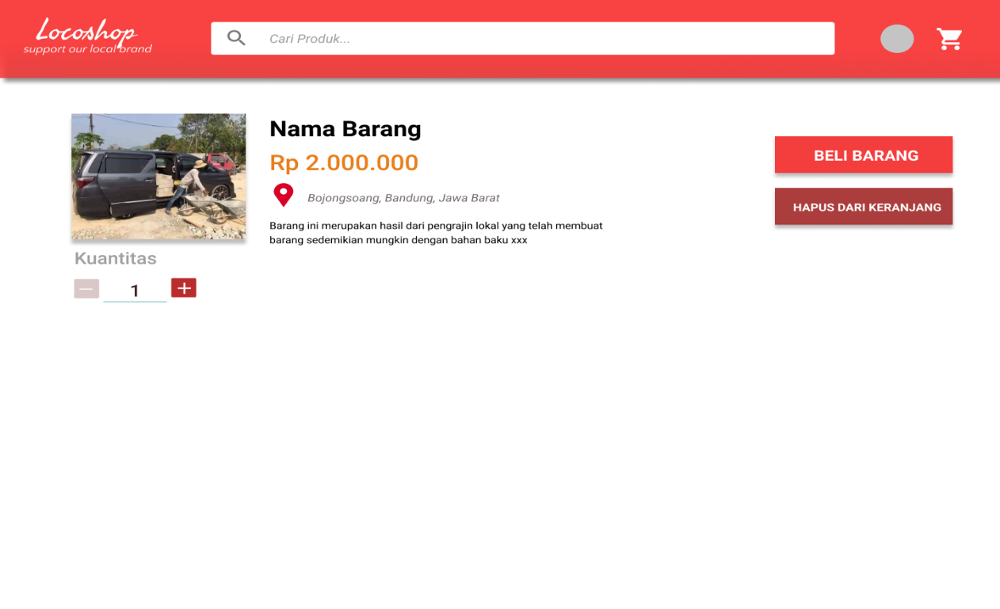 Locoshop
support our local brand
Cari Produk...
Nama Barang
Rp 2.000.000
Bojongsoang, Bandung, Jawa Barat
Barang ini merupakan hasil dari pengrajin lokal yang telah membuat
barang sedemikian mungkin dengan bahan baku xxx
BELI BARANG
HAPUS DARI KERANJANG
Kuantitas
1